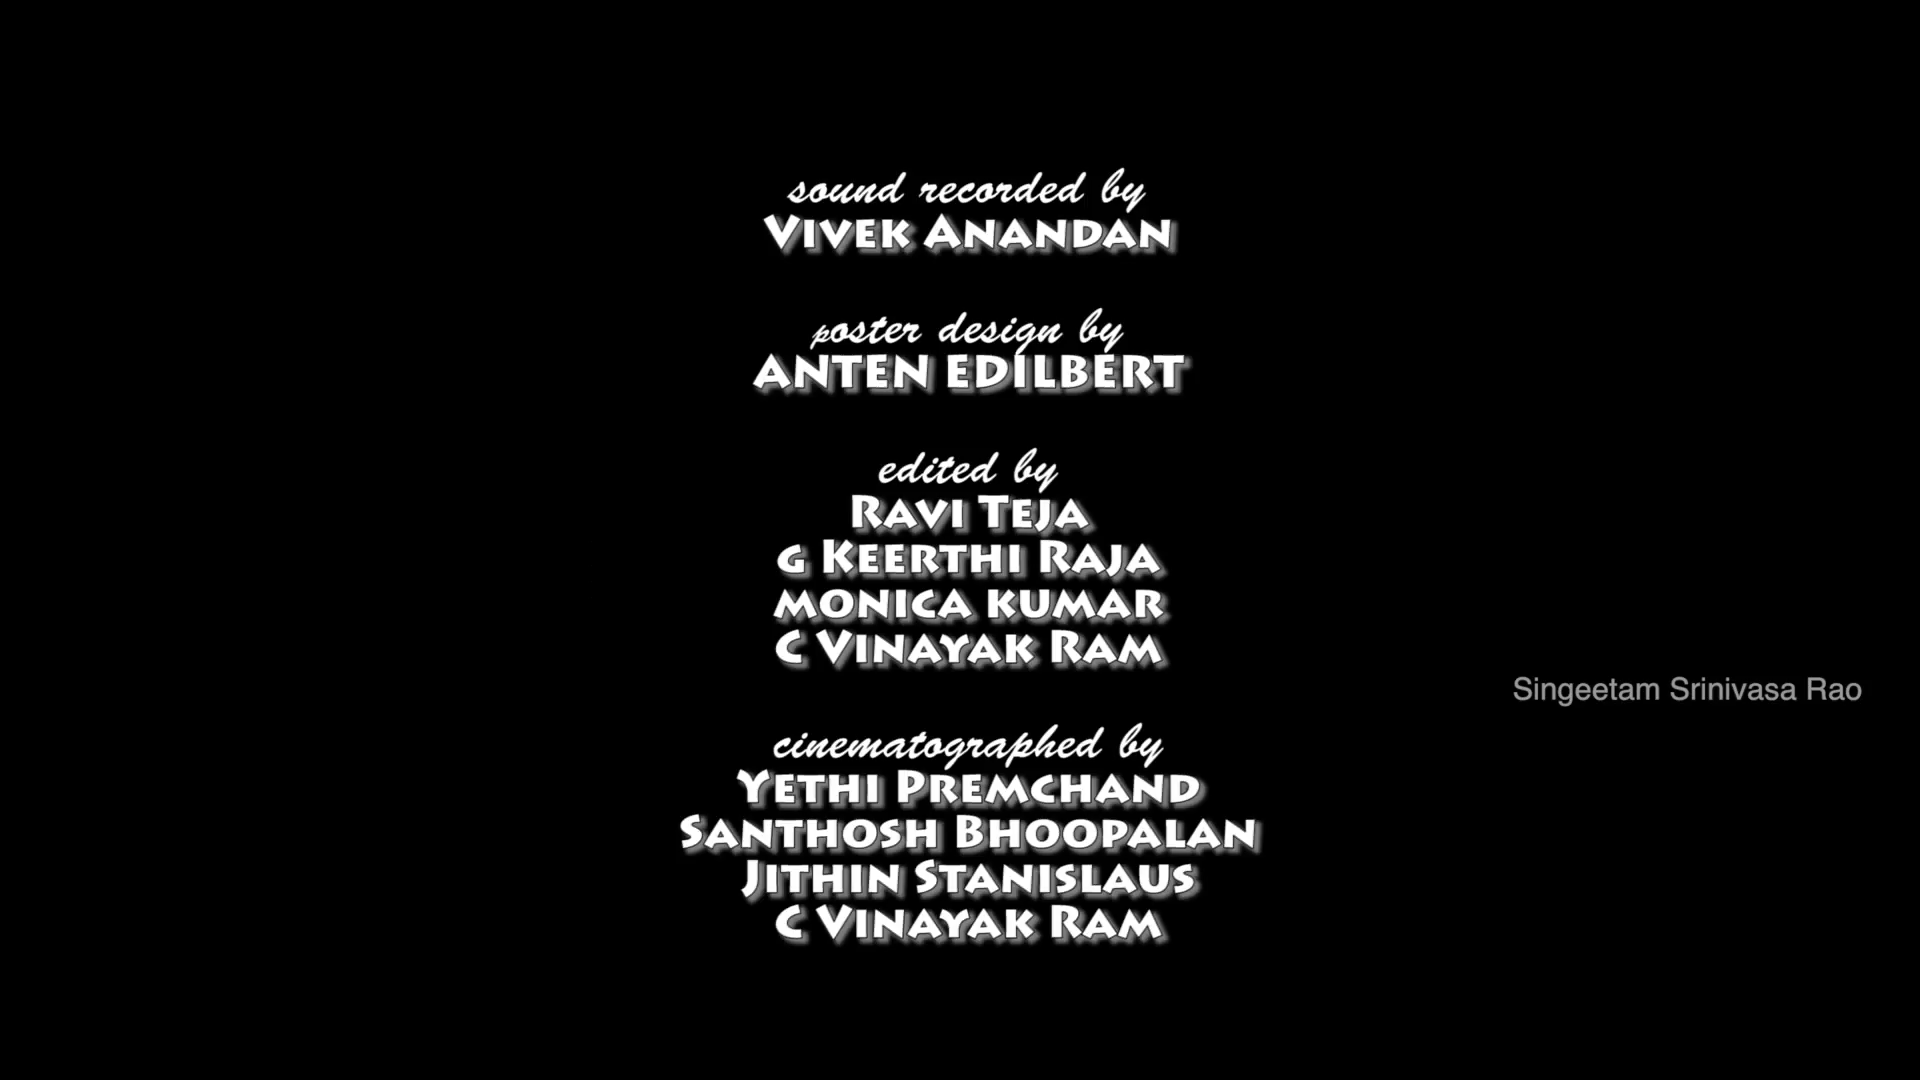 sound recorded by
Vivek Anandan
poster design by
ANTEN EDILBERT
edited by
Ravi Teja
G Keerthi Raja
monica kumar
C Vinayak Ram
Singeetam Srinivasa Rao
cinematographed by
Yethi Premchand
Santhosh Bhoopalan
Jithin Stanislaus
C Vinayak Ram